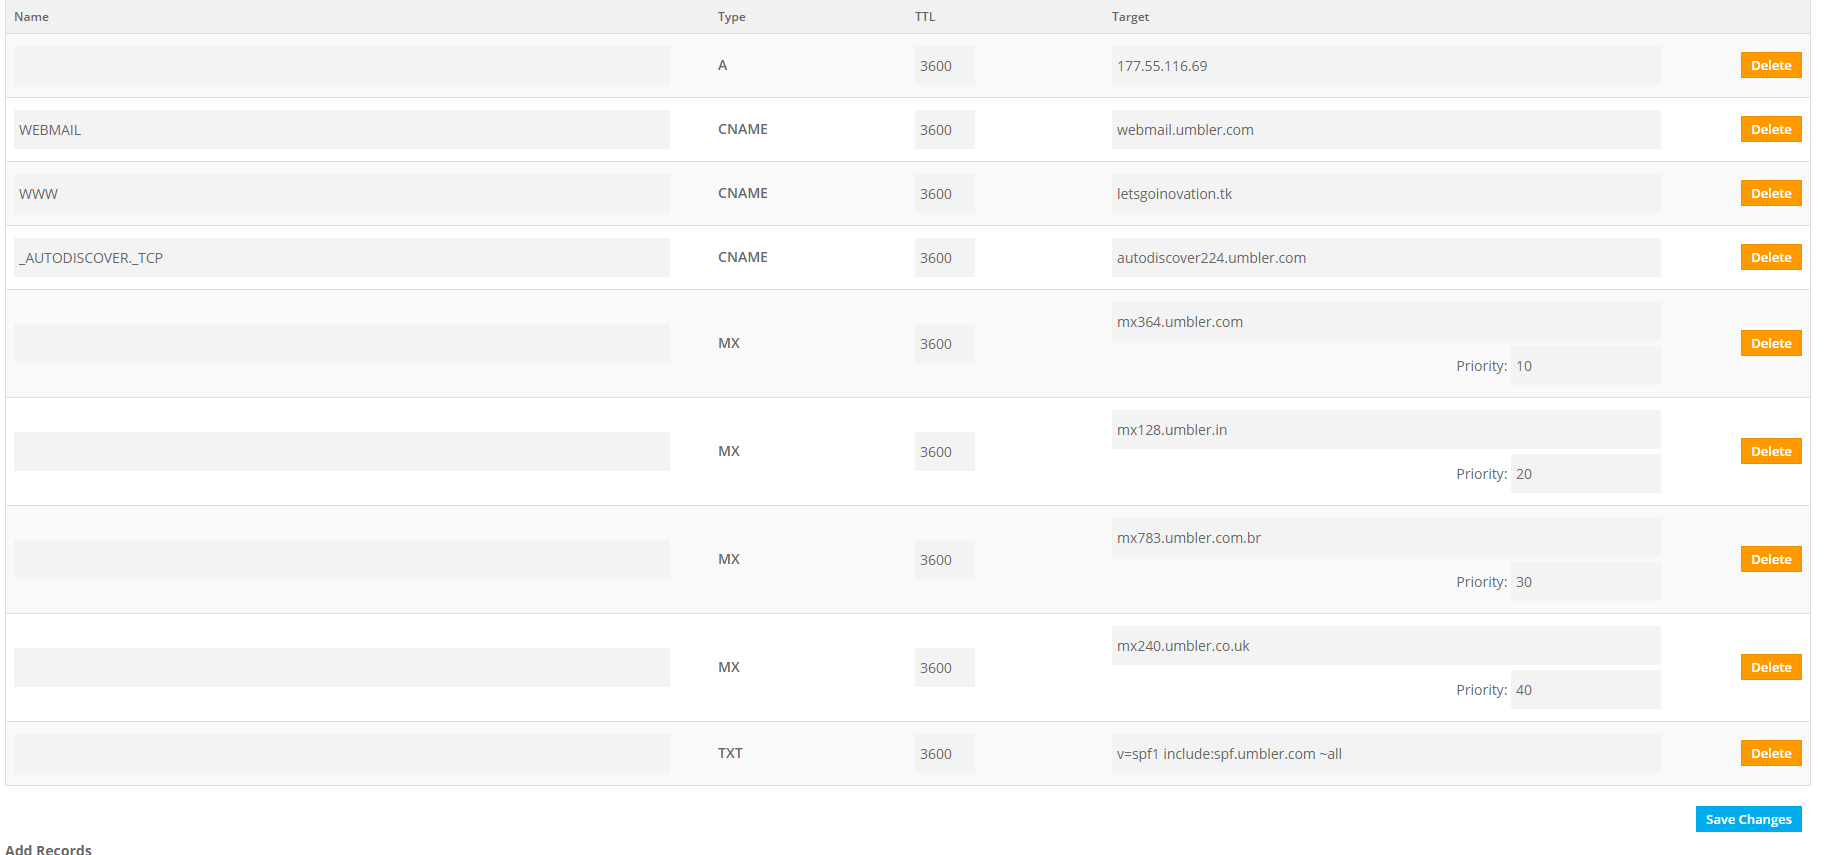 Name Type TTL Target
A 3600 177.55.116.69 Delete
WEBMAIL CNAME 3600 webmail.umbler.com Delete
WWW CNAME 3600 letsgoinovation.tk Delete
_AUTODISCOVER._TCP CNAME 3600 autodiscover224.umbler.com Delete
MX 3600 mx364.umbler.com Delete
Priority: 10
MX 3600 mx128.umbler.in Delete
Priority: 20
MX 3600 mx783.umbler.com.br Delete
Priority: 30
MX 3600 mx240.umbler.co.uk Delete
Priority: 40
TXT 3600 v=spf1 include:spf.umbler.com ~all Delete
Save Changes
Add Records